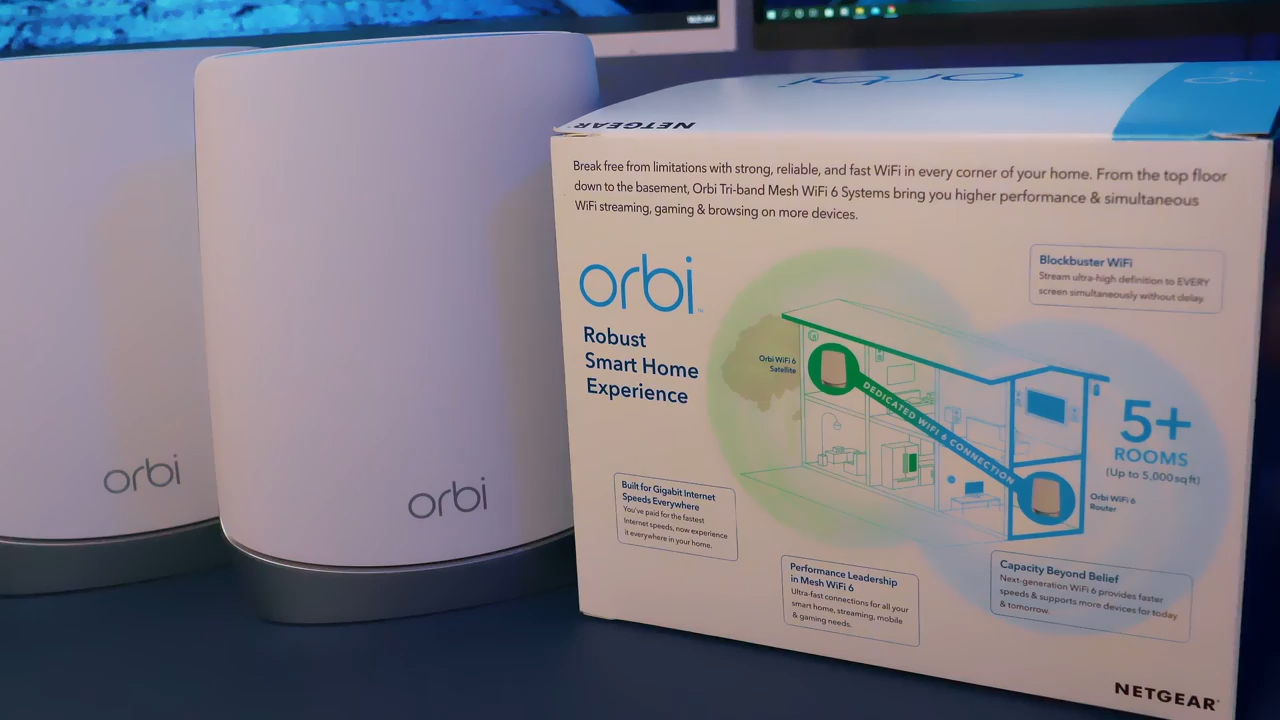 orbi
NETGEAR
Break free from limitations with strong, reliable, and fast WiFi in every corner of your home. From the top floor
down to the basement, Orbi Tri-band Mesh WiFi 6 Systems bring you higher performance & simultaneous
WiFi streaming, gaming & browsing on more devices.
orbi
Robust
Smart Home
Experience
Blockbuster WiFi
Stream ultra-high definition to EVERY
screen simultaneously without delay.
Orbi WiFi 6
Satellite
DEDICATED WIFI 6 CONNECTION
5+
ROOMS
(Up to 5,000 sq ft)
Orbi WiFi 6
Router
Built for Gigabit Internet
Speeds Everywhere
You've paid for the fastest
Internet speeds, now experience
it everywhere in your home.
Performance Leadership
in Mesh WiFi 6
Ultra-fast connections for all your
smart home, streaming, mobile
& gaming needs.
Capacity Beyond Belief
Next-generation WiFi 6 provides faster
speeds & supports more devices for today
& tomorrow.
NETGEAR
orbi
orbi